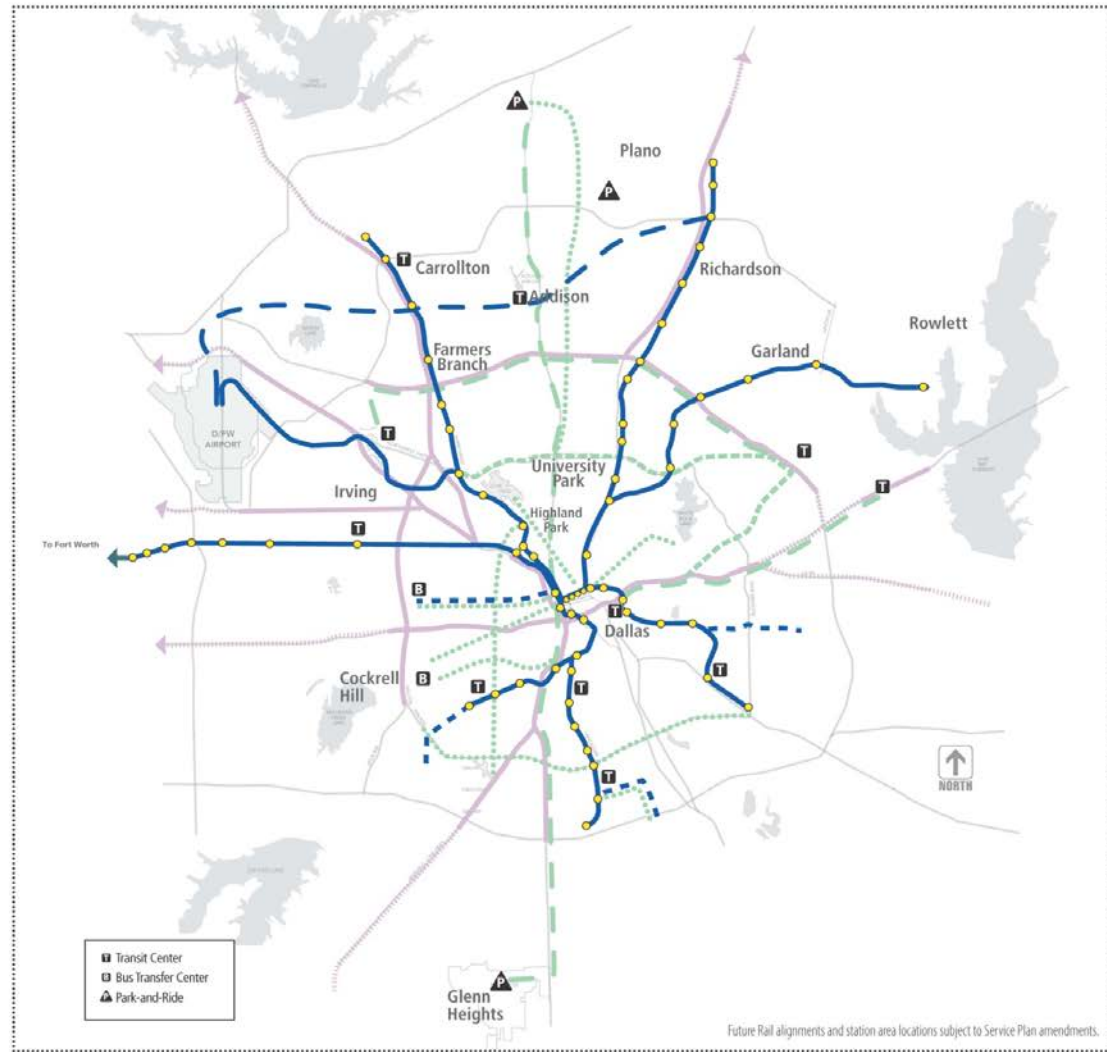 P
Plano
P
T
Carrollton
Richardson
T
Addison
Rowlett
Farmers
Branch
Garland
D/FW
AIRPORT
T
T
University
Park
T
Irving
Highland
Park
To Fort Worth
T
B
T
Dallas
Cockrell
Hill
B
T
T
T
T
NORTH
T Transit Center
B Bus Transfer Center
P Park-and-Ride
P
Glenn
Heights
Future Rail alignments and station area locations subject to Service Plan amendments.